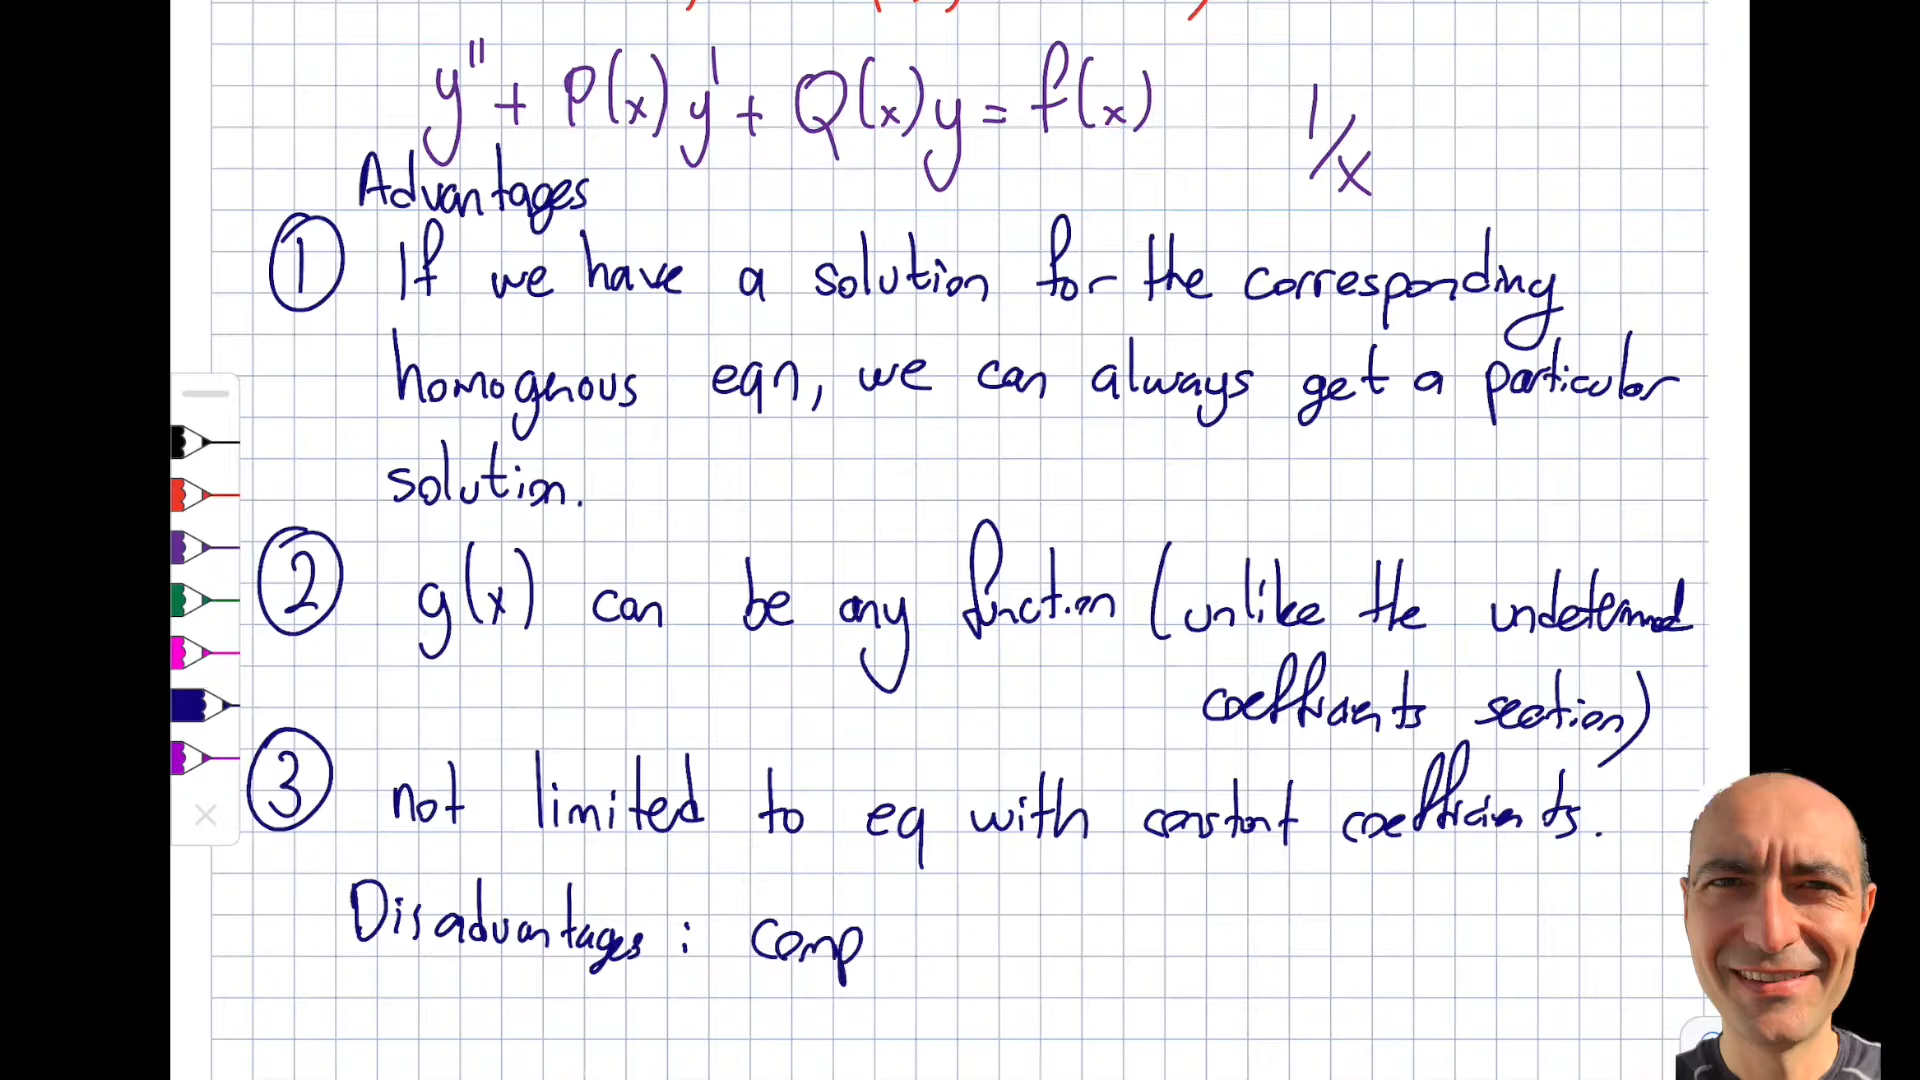 y" + P(x) y' + Q(x) y = f(x) 1/x
Advantages
① If we have a solution for the corresponding
homogenous eqn, we can always get a particular
solution.
② g(x) can be any function (unlike the
coefficients section)
③ not limited to eq with constant coefficients.
Disadvantages : comp